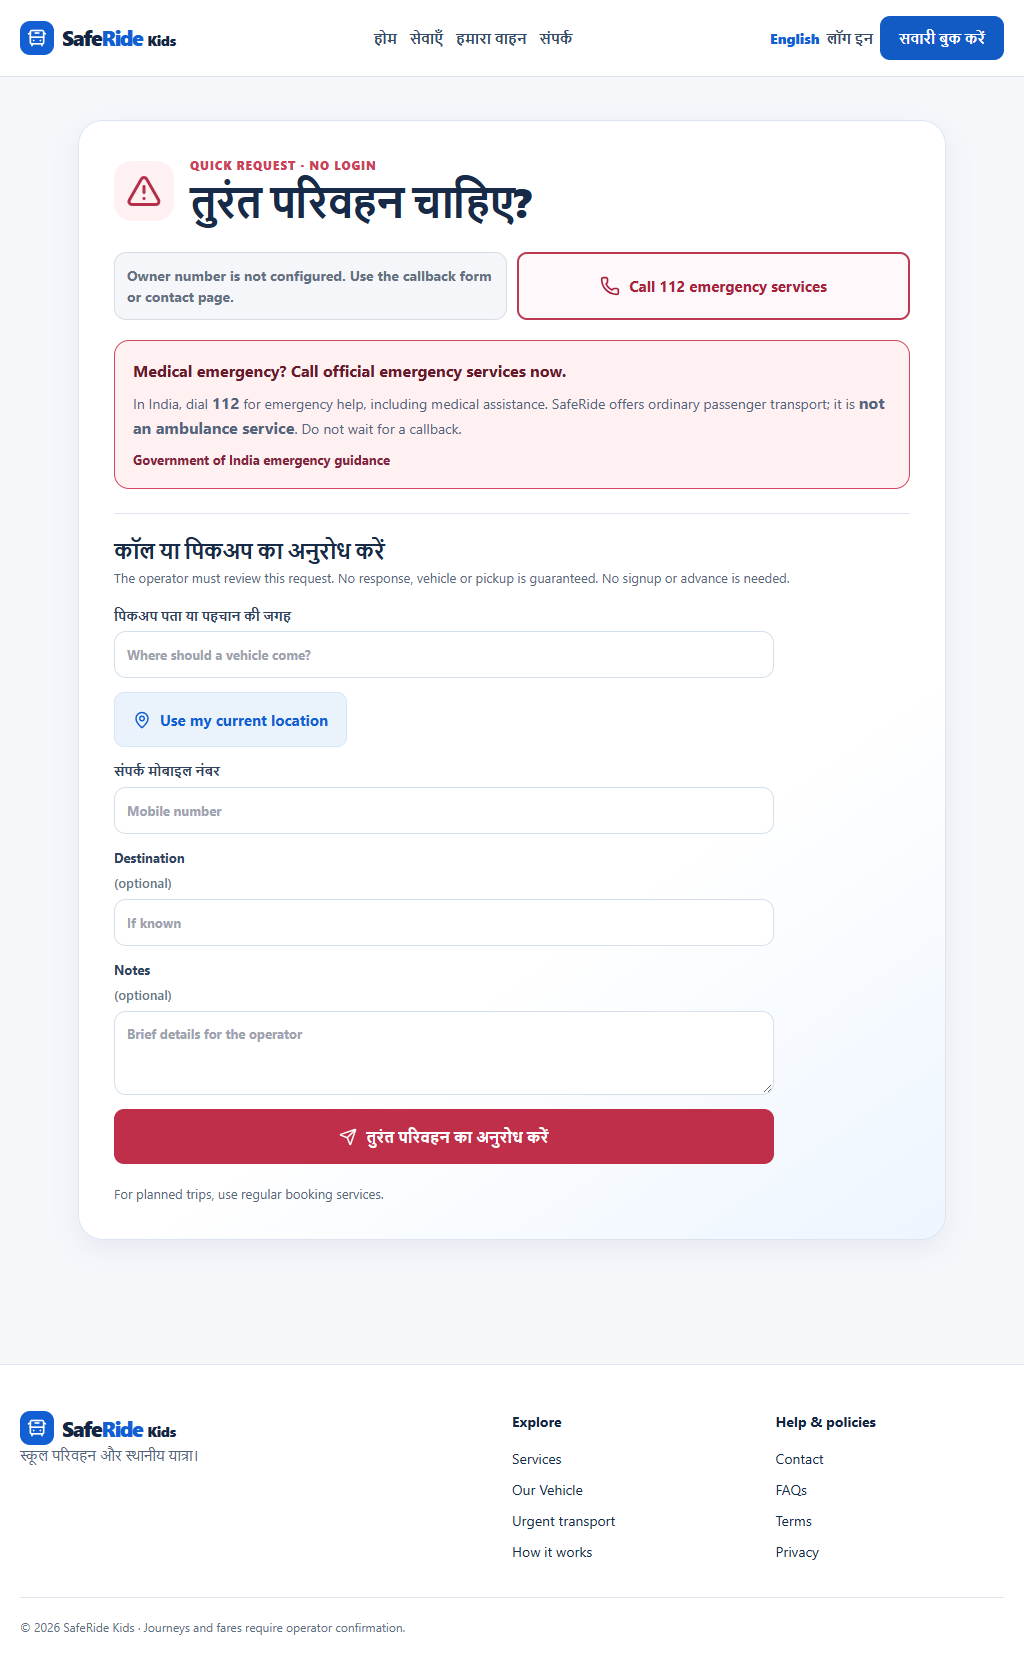 SafeRide Kids
होम सेवाएँ हमारा वाहन संपर्क
English लॉग इन सवारी बुक करें
QUICK REQUEST · NO LOGIN
तुरंत परिवहन चाहिए?
Owner number is not configured. Use the callback form
or contact page.
Call 112 emergency services
Medical emergency? Call official emergency services now.
In India, dial 112 for emergency help, including medical assistance. SafeRide offers ordinary passenger transport; it is not
an ambulance service. Do not wait for a callback.
Government of India emergency guidance
कॉल या पिकअप का अनुरोध करें
The operator must review this request. No response, vehicle or pickup is guaranteed. No signup or advance is needed.
पिकअप पता या पहचान की जगह
Where should a vehicle come?
Use my current location
संपर्क मोबाइल नंबर
Mobile number
Destination
(optional)
If known
Notes
(optional)
Brief details for the operator
तुरंत परिवहन का अनुरोध करें
For planned trips, use regular booking services.
SafeRide Kids
स्कूल परिवहन और स्थानीय यात्रा।
Explore
Services
Our Vehicle
Urgent transport
How it works
Help & policies
Contact
FAQs
Terms
Privacy
© 2026 SafeRide Kids · Journeys and fares require operator confirmation.